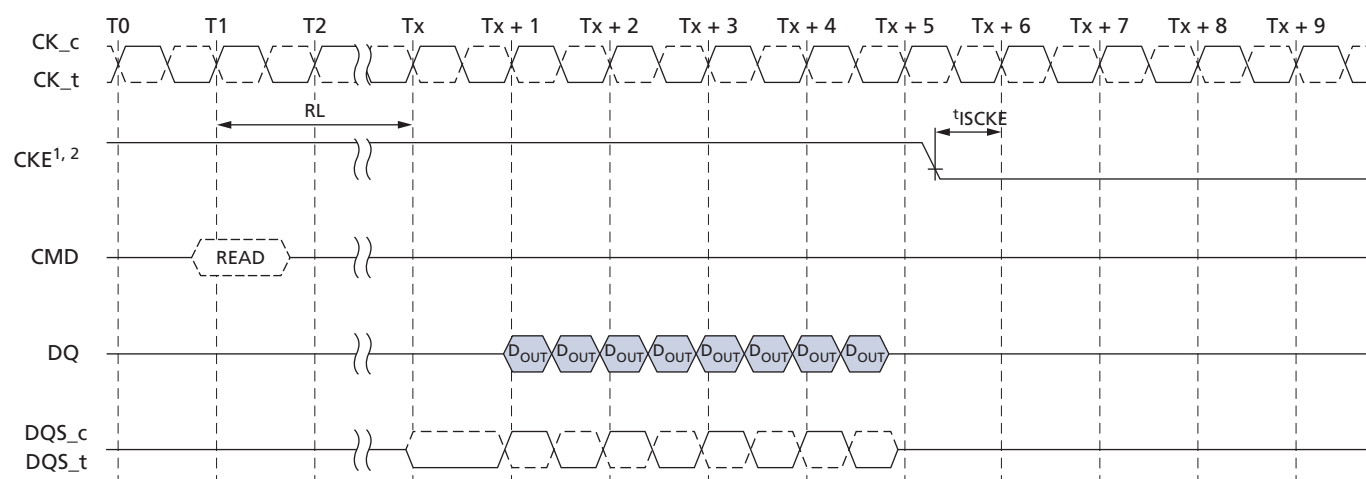 T0 T1 T2 Tx Tx + 1 Tx + 2 Tx + 3 Tx + 4 Tx + 5 Tx + 6 Tx + 7 Tx + 8 Tx + 9
CK_c
CK_t
RL
tISCKE
CKE1, 2
CMD
READ
DQ
DOUT DOUT DOUT DOUT DOUT DOUT DOUT DOUT
DQS_c
DQS_t